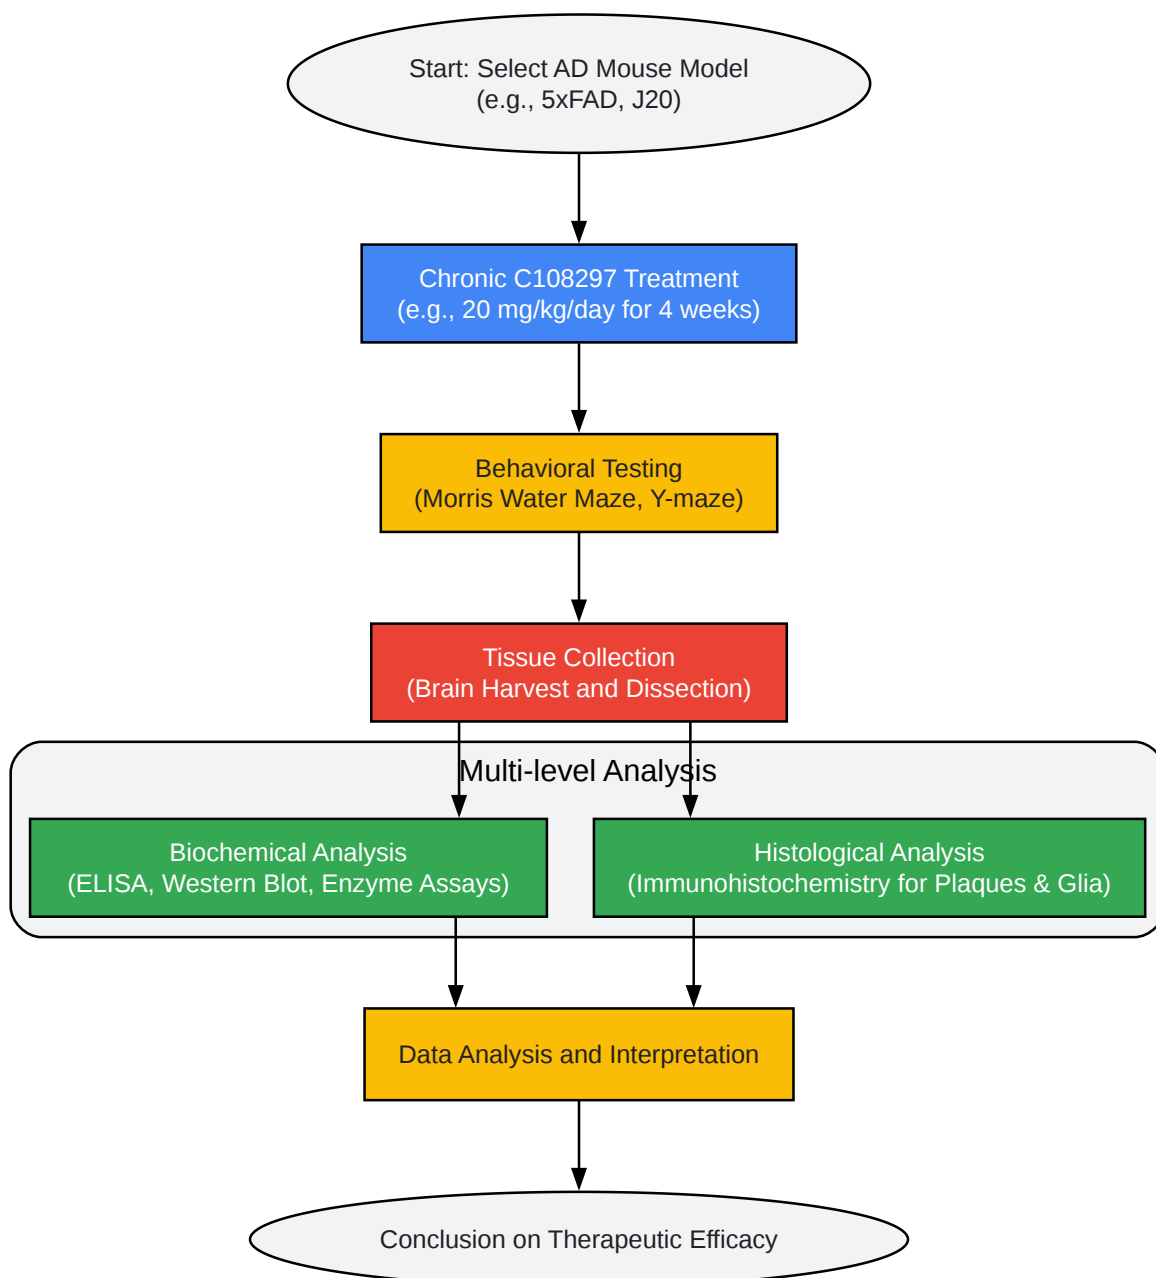 Start: Select AD Mouse Model
(e.g., 5xFAD, J20)
Chronic C108297 Treatment
(e.g., 20 mg/kg/day for 4 weeks)
Behavioral Testing
(Morris Water Maze, Y-maze)
Tissue Collection
(Brain Harvest and Dissection)
Multi-level Analysis
Biochemical Analysis
(ELISA, Western Blot, Enzyme Assays)
Histological Analysis
(Immunohistochemistry for Plaques & Glia)
Data Analysis and Interpretation
Conclusion on Therapeutic Efficacy